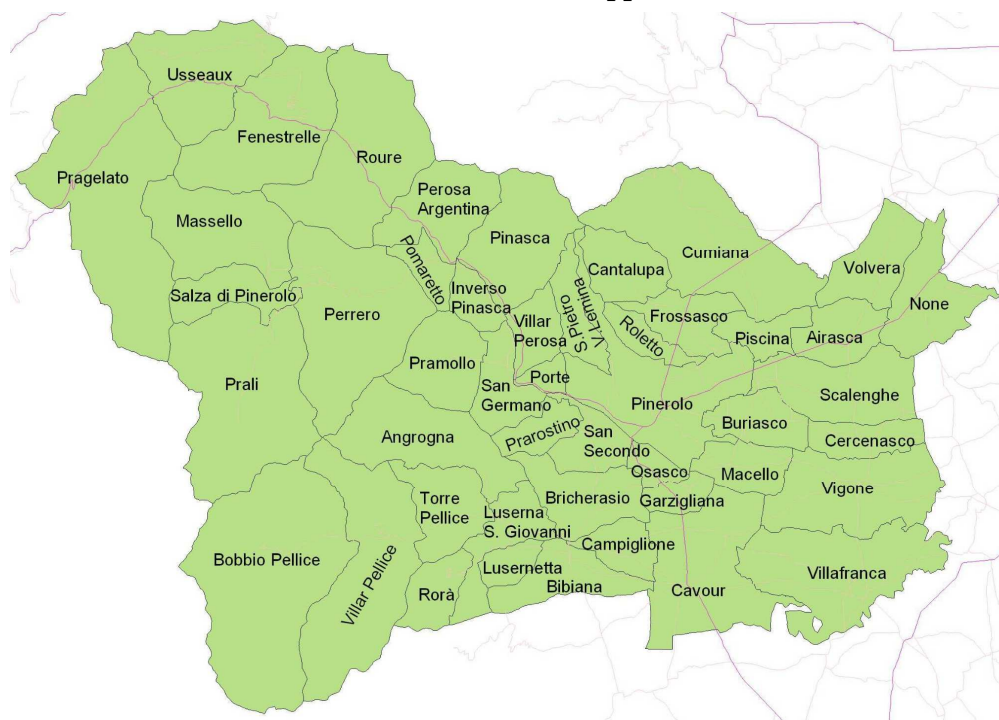 Usseaux
Fenestrelle
Roure
Pragelato
Perosa
Argentina
Massello
Pinasca
Cumiana
Pomaretto
Cantalupa
Volvera
Salza di Pinerolo
Inverso
Pinasca
S.Pietro
V.Lemina
None
Perrero
Villar
Perosa
Roletto
Frossasco
Piscina
Airasca
Pramollo
Prali
San
Germano
Porte
Pinerolo
Scalenghe
Angrogna
Prarostino
San
Secondo
Buriasco
Cercenasco
Osasco
Macello
Torre
Pellice
Luserna
S. Giovanni
Bricherasio
Garzigliana
Vigone
Bobbio Pellice
Villar Pellice
Lusernetta
Campiglione
Villafranca
Rorà
Bibiana
Cavour